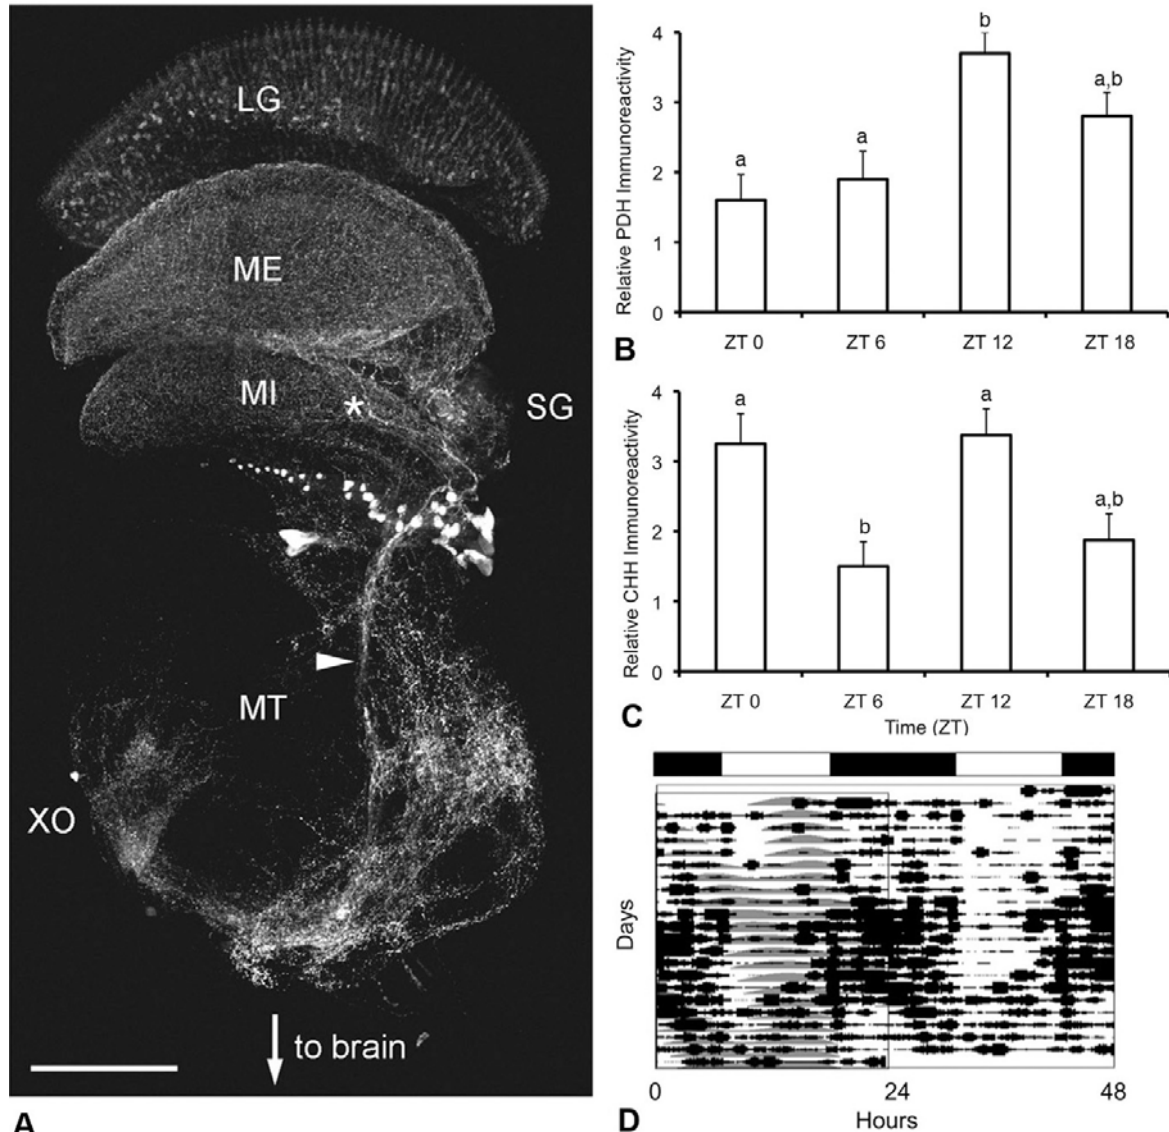 LG
ME
MI
*
SG
MT
XO
to brain
A
Relative PDH Immunoreactivity
4
3
2
1
0
a
a
b
a,b
ZT 0
ZT 6
ZT 12
ZT 18
B
Relative CHH Immunoreactivity
4
3
2
1
0
a
b
a
a,b
ZT 0
ZT 6
ZT 12
ZT 18
Time (ZT)
C
Days
0
24
48
Hours
D